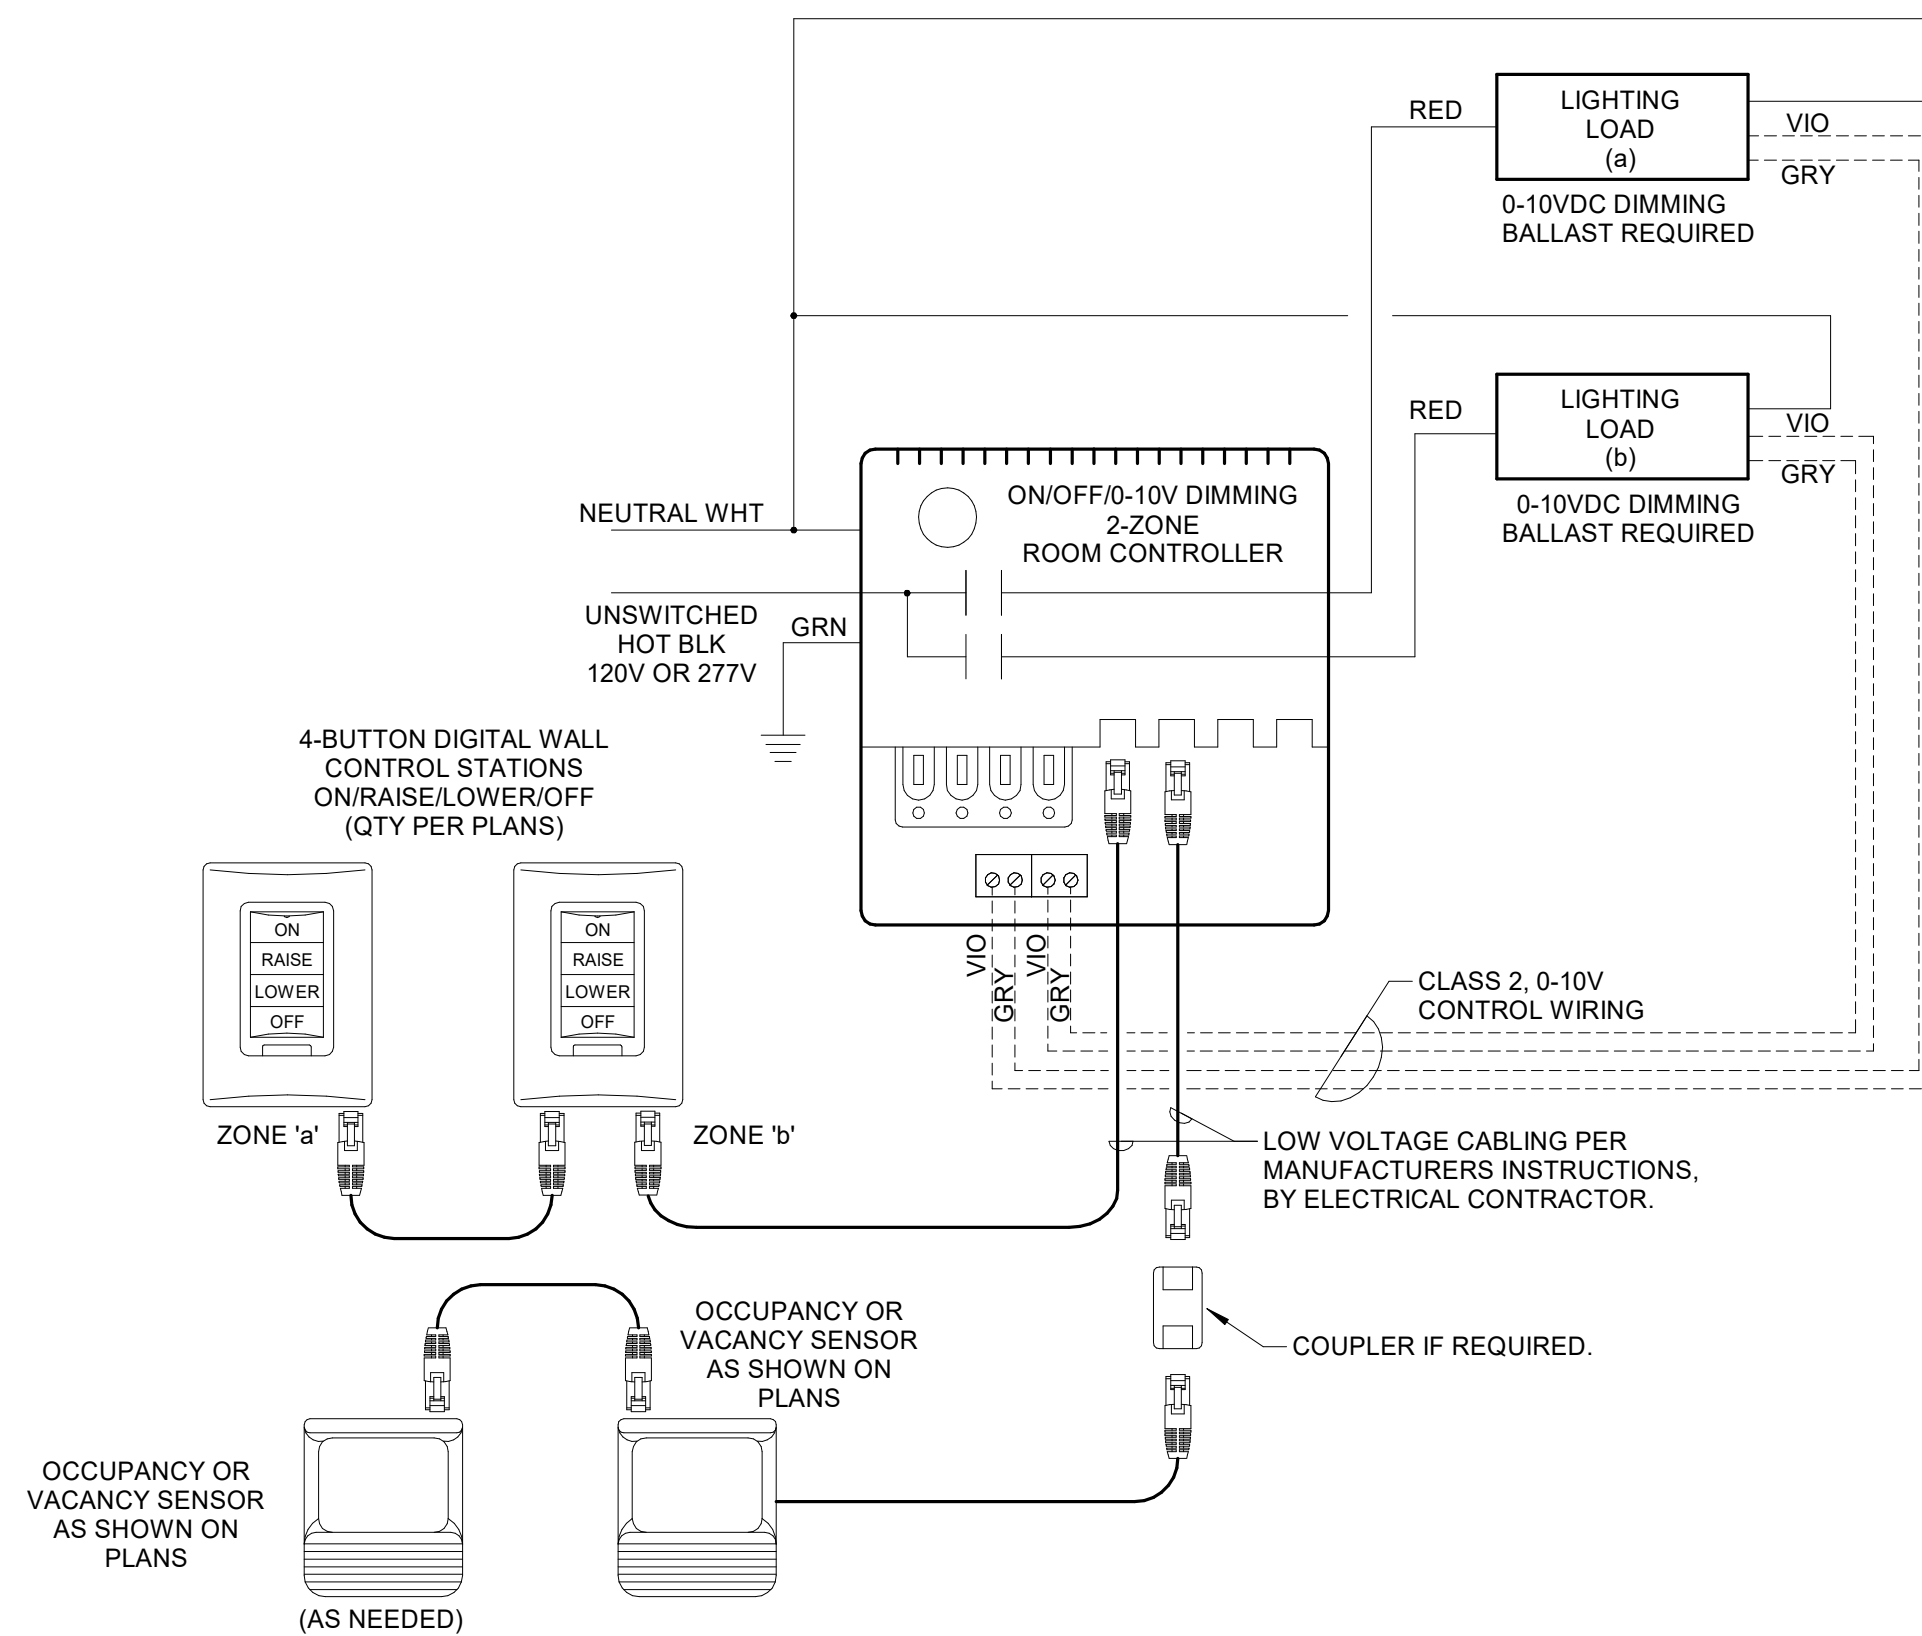 RED
LIGHTING
LOAD
(a)
VIO
GRY
0-10VDC DIMMING
BALLAST REQUIRED
RED
LIGHTING
LOAD
(b)
VIO
GRY
0-10VDC DIMMING
BALLAST REQUIRED
NEUTRAL WHT
ON/OFF/0-10V DIMMING
2-ZONE
ROOM CONTROLLER
UNSWITCHED
HOT BLK
120V OR 277V
GRN
4-BUTTON DIGITAL WALL
CONTROL STATIONS
ON/RAISE/LOWER/OFF
(QTY PER PLANS)
ON
RAISE
LOWER
OFF
ON
RAISE
LOWER
OFF
ZONE 'a'
ZONE 'b'
VIO
GRY
VIO
GRY
CLASS 2, 0-10V
CONTROL WIRING
LOW VOLTAGE CABLING PER
MANUFACTURERS INSTRUCTIONS,
BY ELECTRICAL CONTRACTOR.
COUPLER IF REQUIRED.
OCCUPANCY OR
VACANCY SENSOR
AS SHOWN ON
PLANS
OCCUPANCY OR
VACANCY SENSOR
AS SHOWN ON
PLANS
(AS NEEDED)